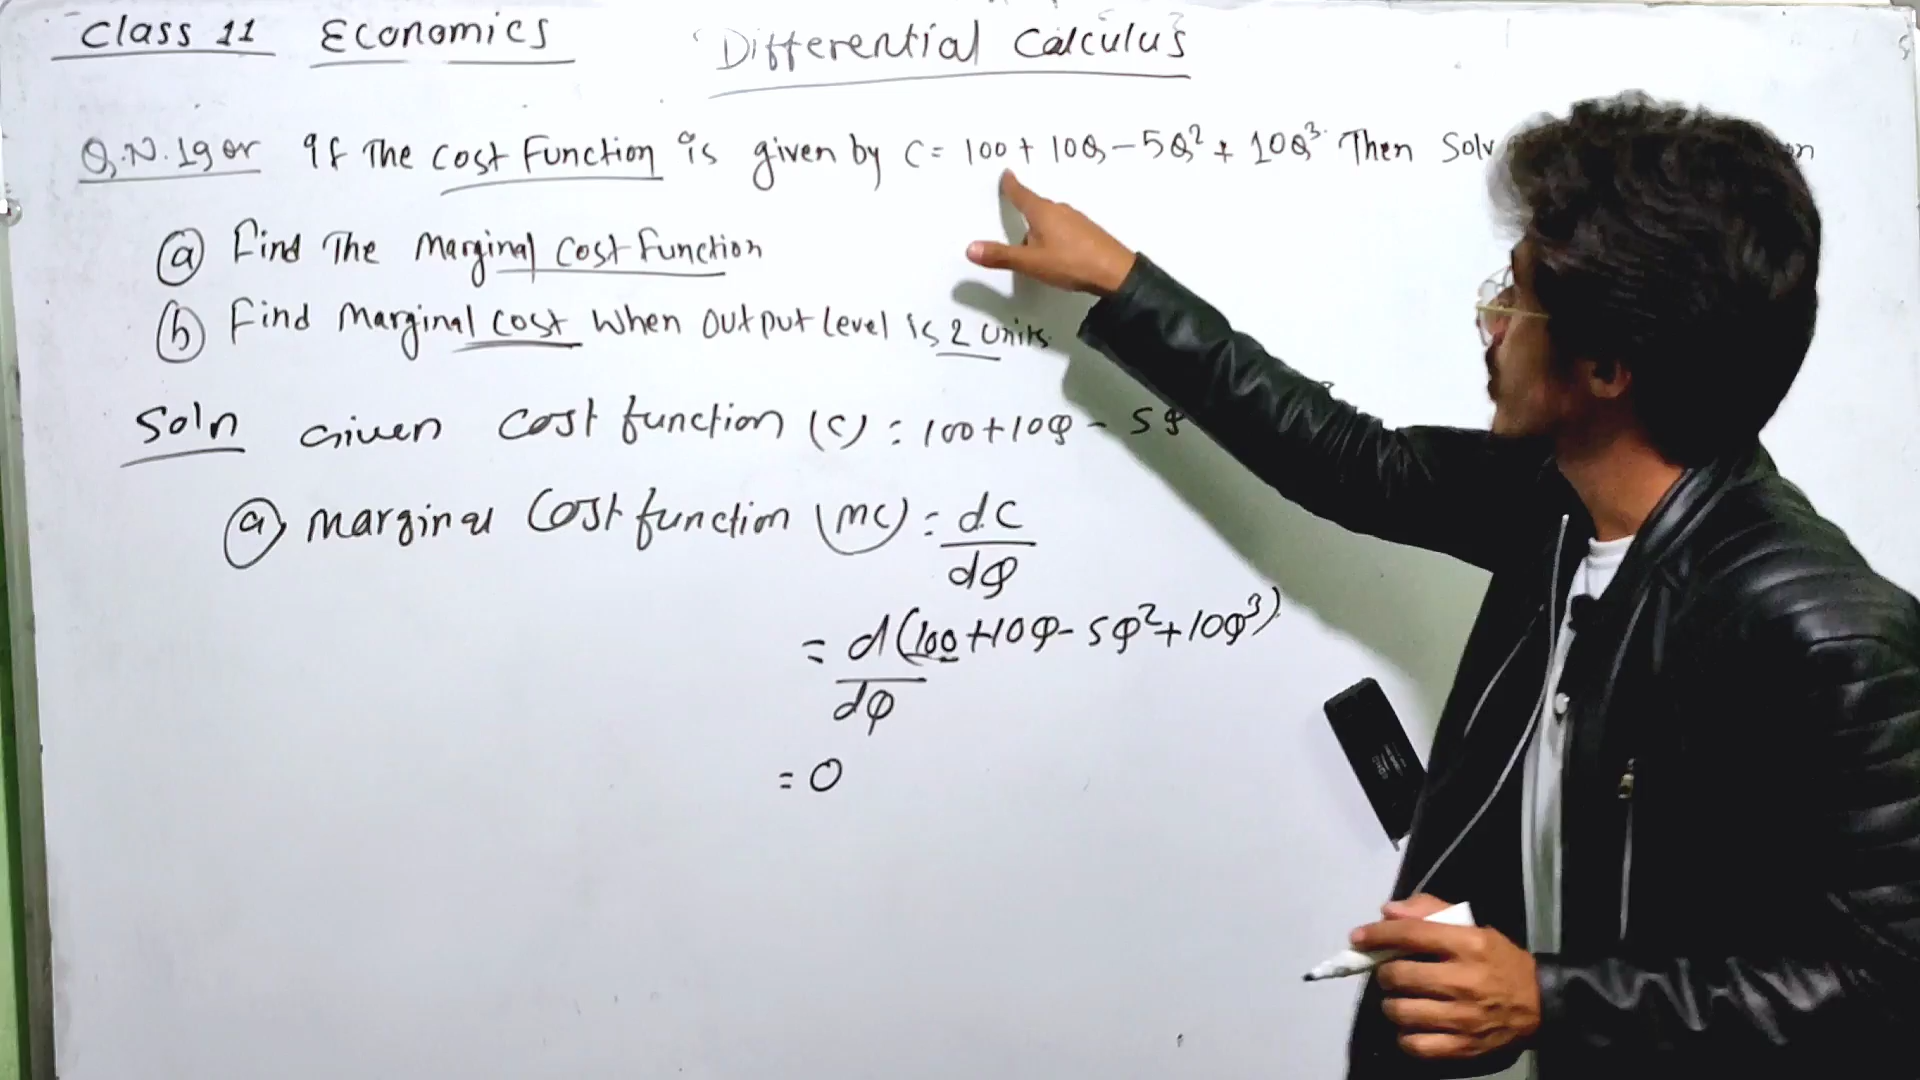 Class 11 Economics Differential Calculus
Q.N.19 or If The Cost Function is given by C = 100 + 10Q - 5Q² + 10Q³. Then Solv
(a) Find The Marginal Cost Function
(b) Find Marginal Cost When Output Level is 2 Units.
Soln Given Cost function (C) = 100 + 10Q - 5Q
(a) Marginal Cost function (MC) = dC/dQ
= d(100+10Q-5Q²+10Q³)/dQ
= 0